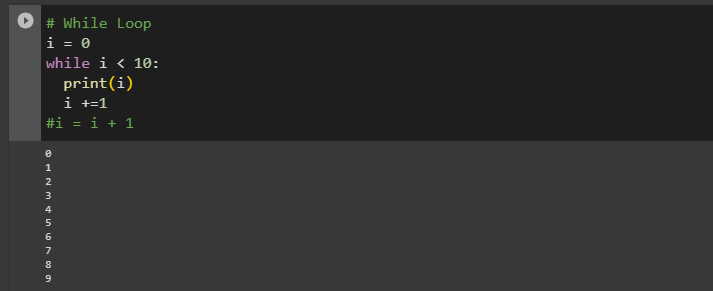 # While Loop
i = 0
while i < 10:
  print(i)
  i +=1
#i = i + 1
0
1
2
3
4
5
6
7
8
9